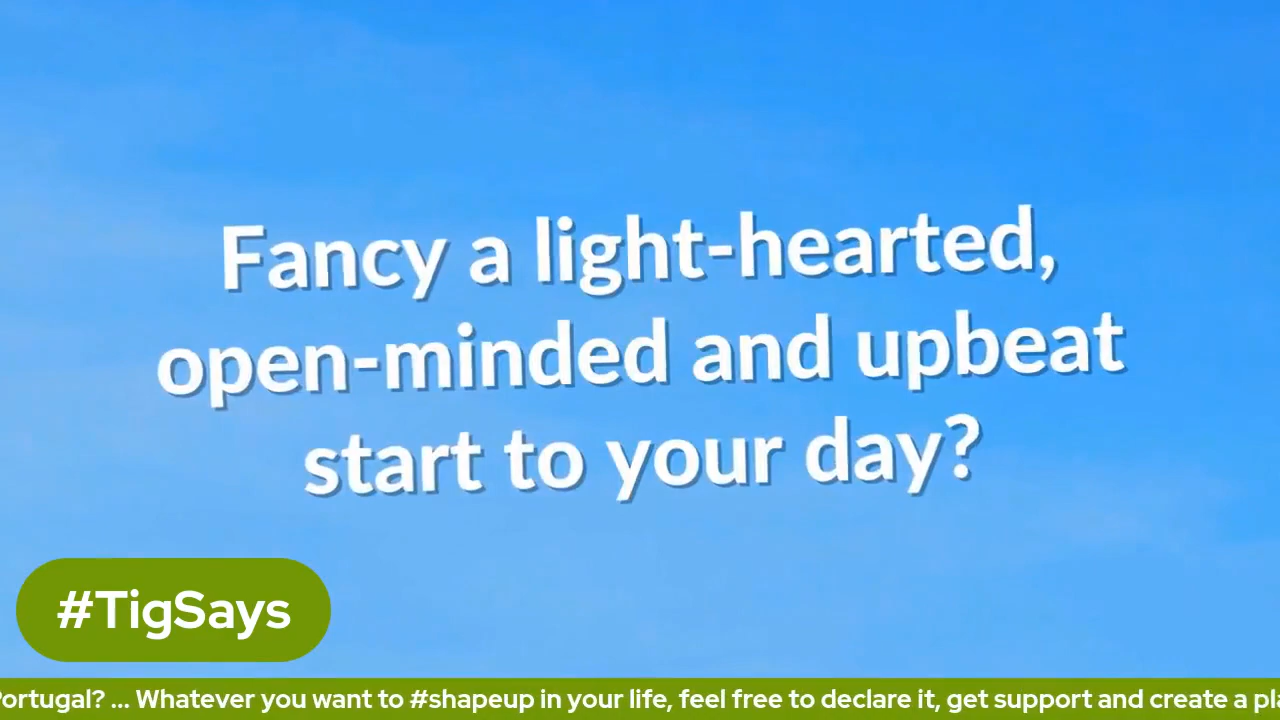 Fancy a light-hearted,
open-minded and upbeat
start to your day?
#TigSays
Portugal? ... Whatever you want to #shapeup in your life, feel free to declare it, get support and create a pl